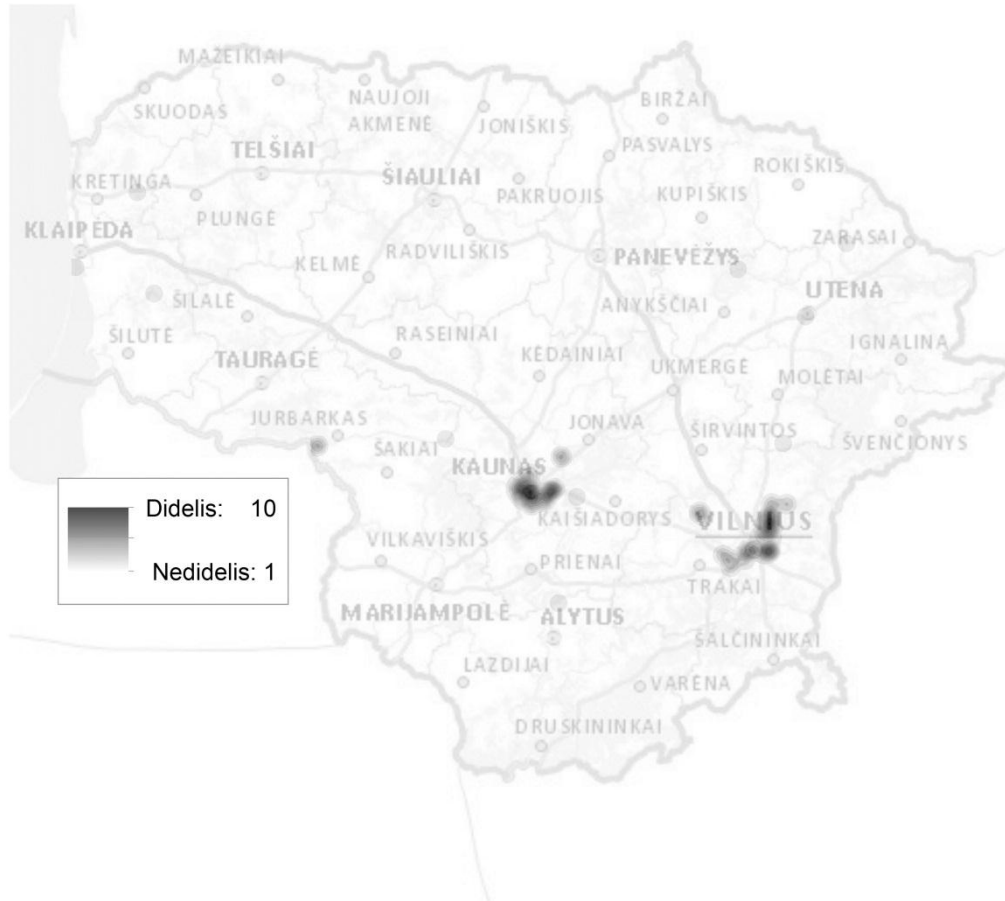 MAŽEIKIAI
SKUODAS
NAUJOJI
AKMENĖ
JONIŠKIS
BIRŽAI
PASVALYS
TELŠIAI
ROKIŠKIS
KRETINGA
ŠIAULIAI
PAKRUOJIS
KUPIŠKIS
PLUNGĖ
KLAIPĖDA
RADVILIŠKIS
ZARASAI
KELMĖ
PANEVĖŽYS
UTENA
ŠILALĖ
ANYKŠČIAI
ŠILUTĖ
RASEINIAI
IGNALINA
TAURAGĖ
KĖDAINIAI
UKMERGĖ
MOLĖTAI
JURBARKAS
JONAVA
ŠIRVINTOS
ŠVENČIONYS
ŠAKIAI
KAUNAS
Didelis: 10
KAIŠIADORYS
VILNIUS
VILKAVIŠKIS
Nedidelis: 1
PRIENAI
TRAKAI
MARIJAMPOLĖ
ALYTUS
ŠALČININKAI
LAZDIJAI
VARĖNA
DRUSKININKAI